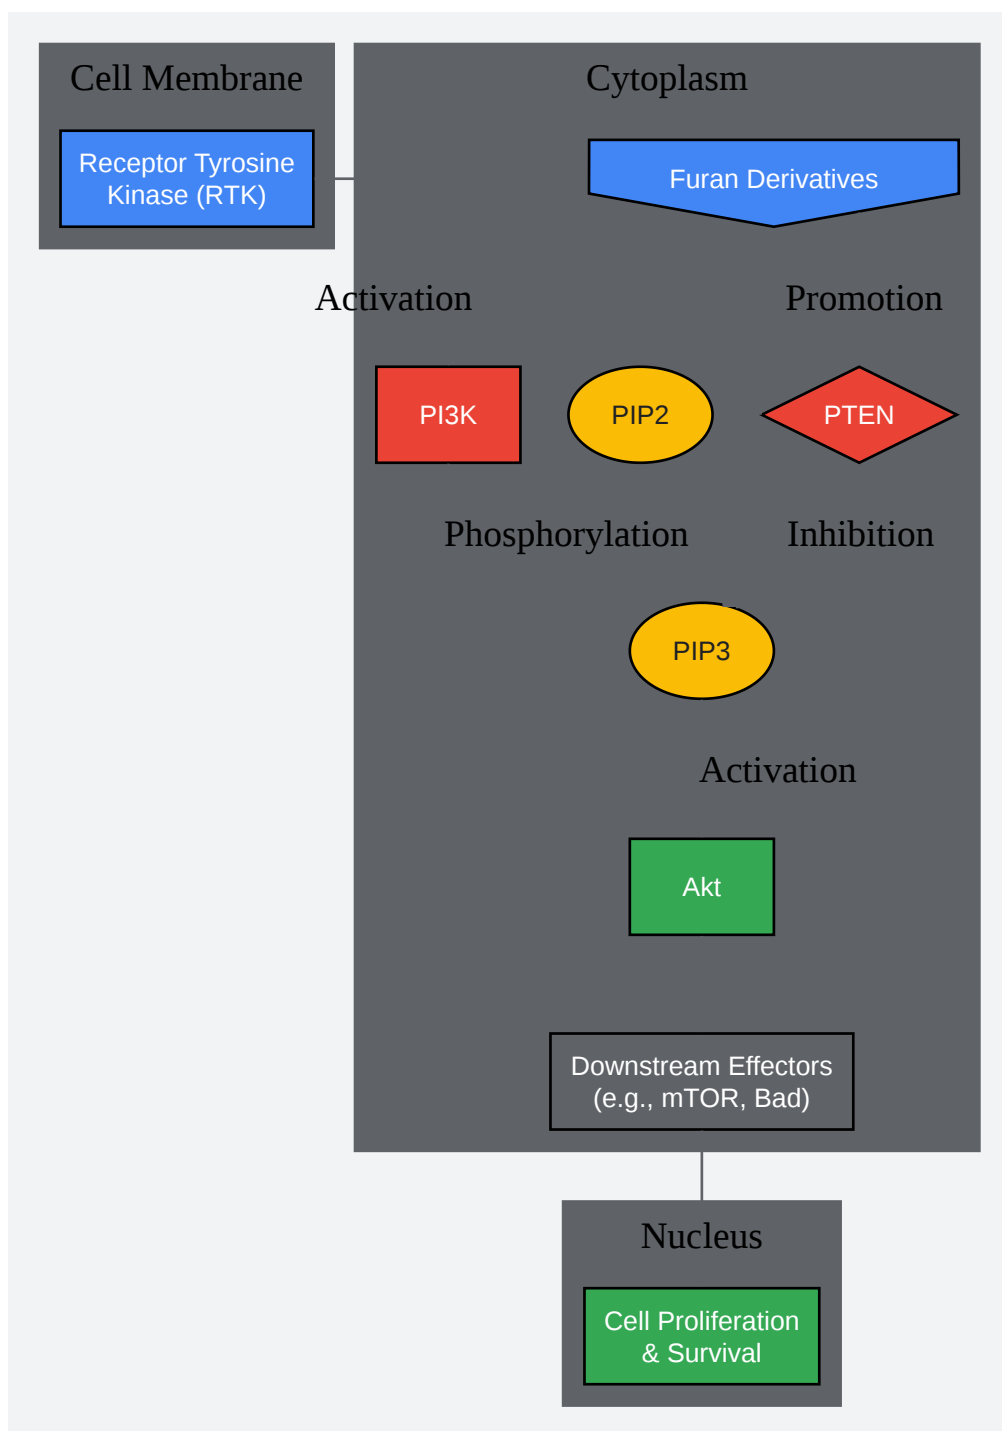 Cell Membrane
Receptor Tyrosine
Kinase (RTK)
Cytoplasm
Furan Derivatives
Activation
Promotion
PI3K
PIP2
PTEN
Phosphorylation
Inhibition
PIP3
Activation
Akt
Downstream Effectors
(e.g., mTOR, Bad)
Nucleus
Cell Proliferation
& Survival